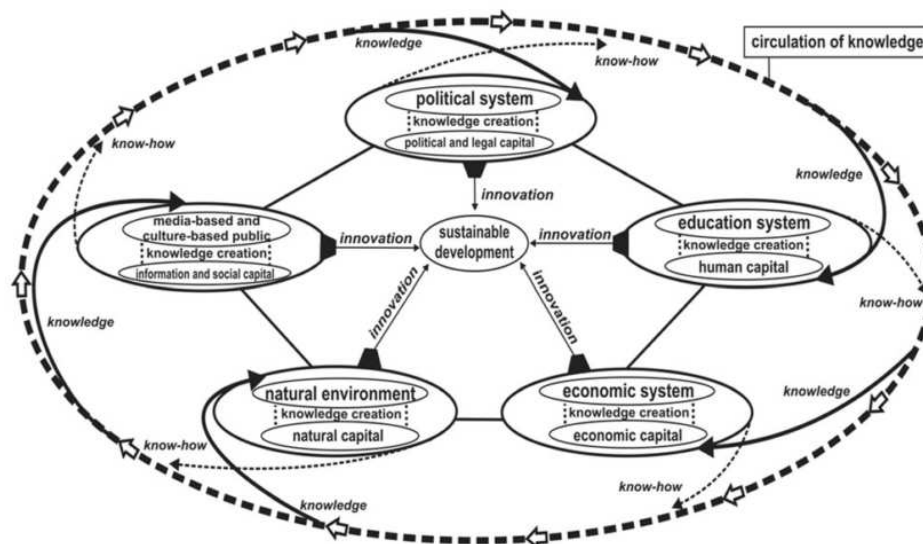 knowledge
know-how
circulation of knowledge
political system
knowledge creation
political and legal capital
innovation
know-how
knowledge
media-based and
culture-based public
knowledge creation
information and social capital
innovation
sustainable
development
innovation
education system
knowledge creation
human capital
know-how
knowledge
innovation
innovation
natural environment
knowledge creation
natural capital
economic system
knowledge creation
economic capital
knowledge
know-how
knowledge
know-how